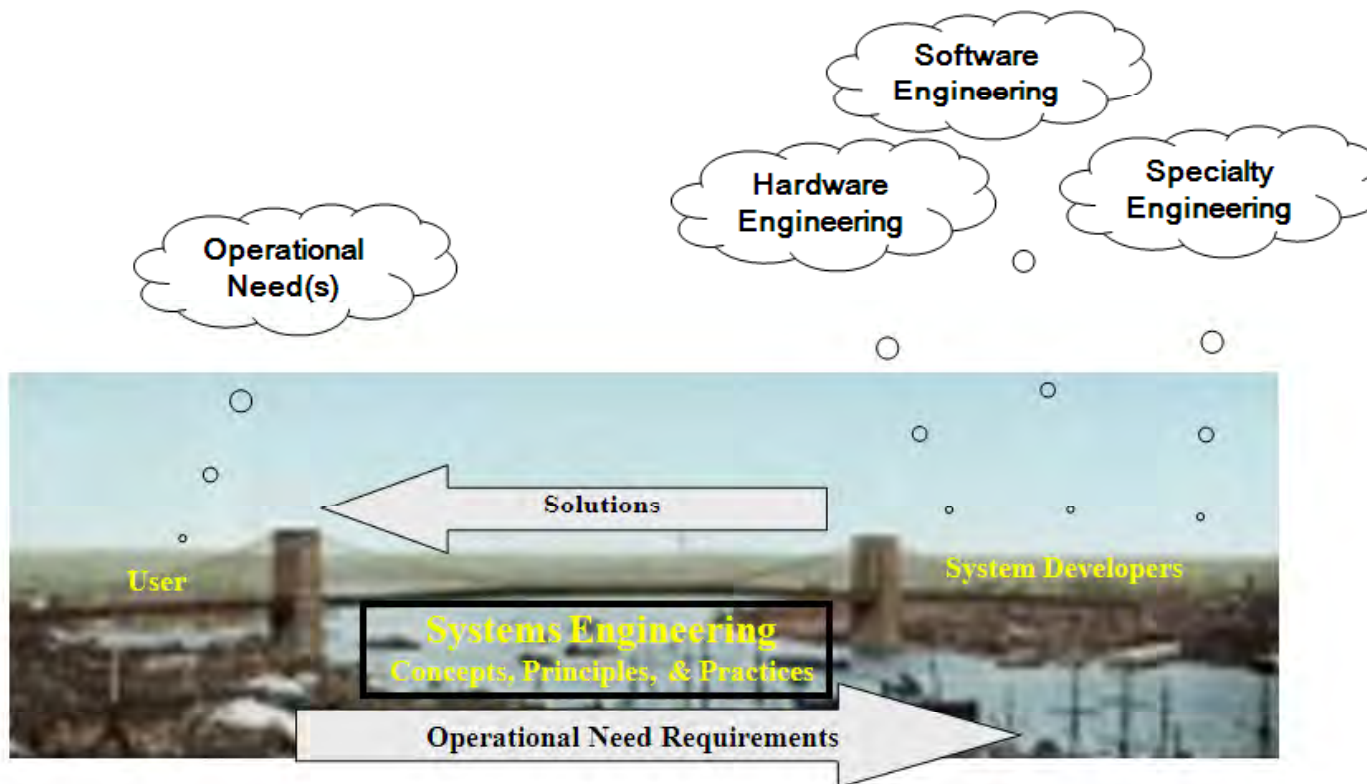 Software
Engineering
Hardware
Engineering
Specialty
Engineering
Operational
Need(s)
Solutions
User
System Developers
Systems Engineering
Concepts, Principles, & Practices
Operational Need Requirements